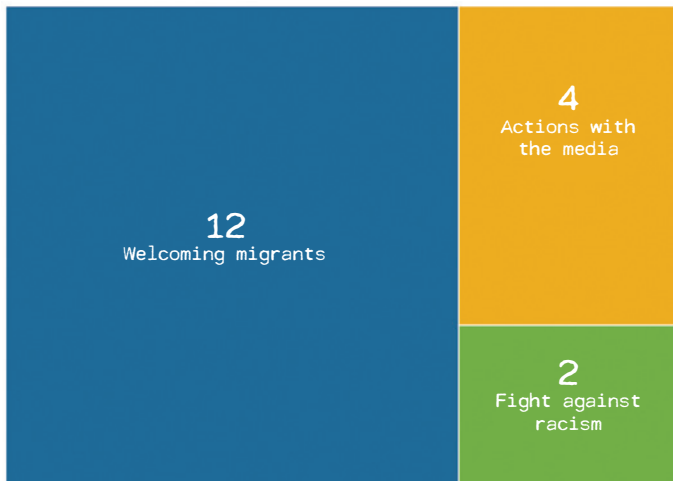 12
Welcoming migrants
4
Actions with
the media
2
Fight against
racism